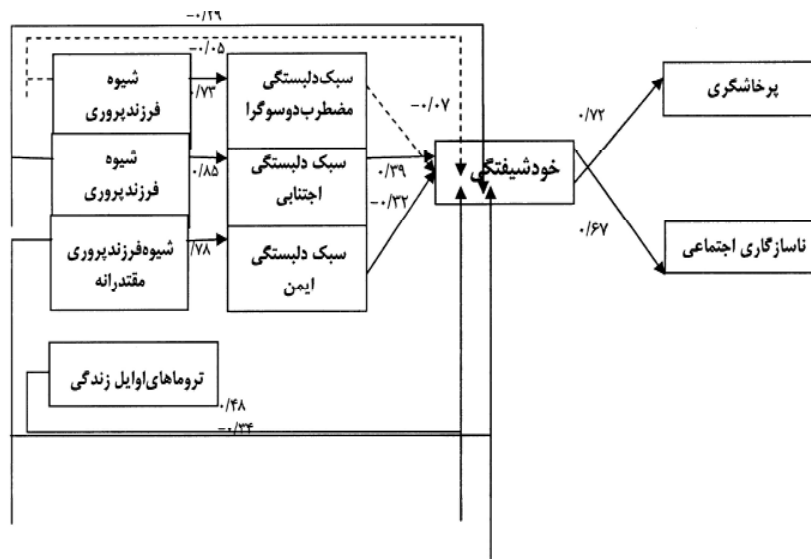 -۰/۲۹
-۰/۰۵
شیوه
فرزندپروری
۰/۷۳
سبک دلبستگی
مضطرب دوسوگرا
-۰/۰۷
پرخاشگری
۰/۷۲
شیوه
فرزندپروری
۰/۸۵
سبک دلبستگی
اجتنابی
۰/۳۹
خودشیفتگی
-۰/۳۲
شیوه فرزندپروری
مقتدرانه
/۷۸
سبک دلبستگی
ایمن
۰/۶۷
ناسازگاری اجتماعی
تروماهای اوایل زندگی
۰/۴۸
-۰/۳۴